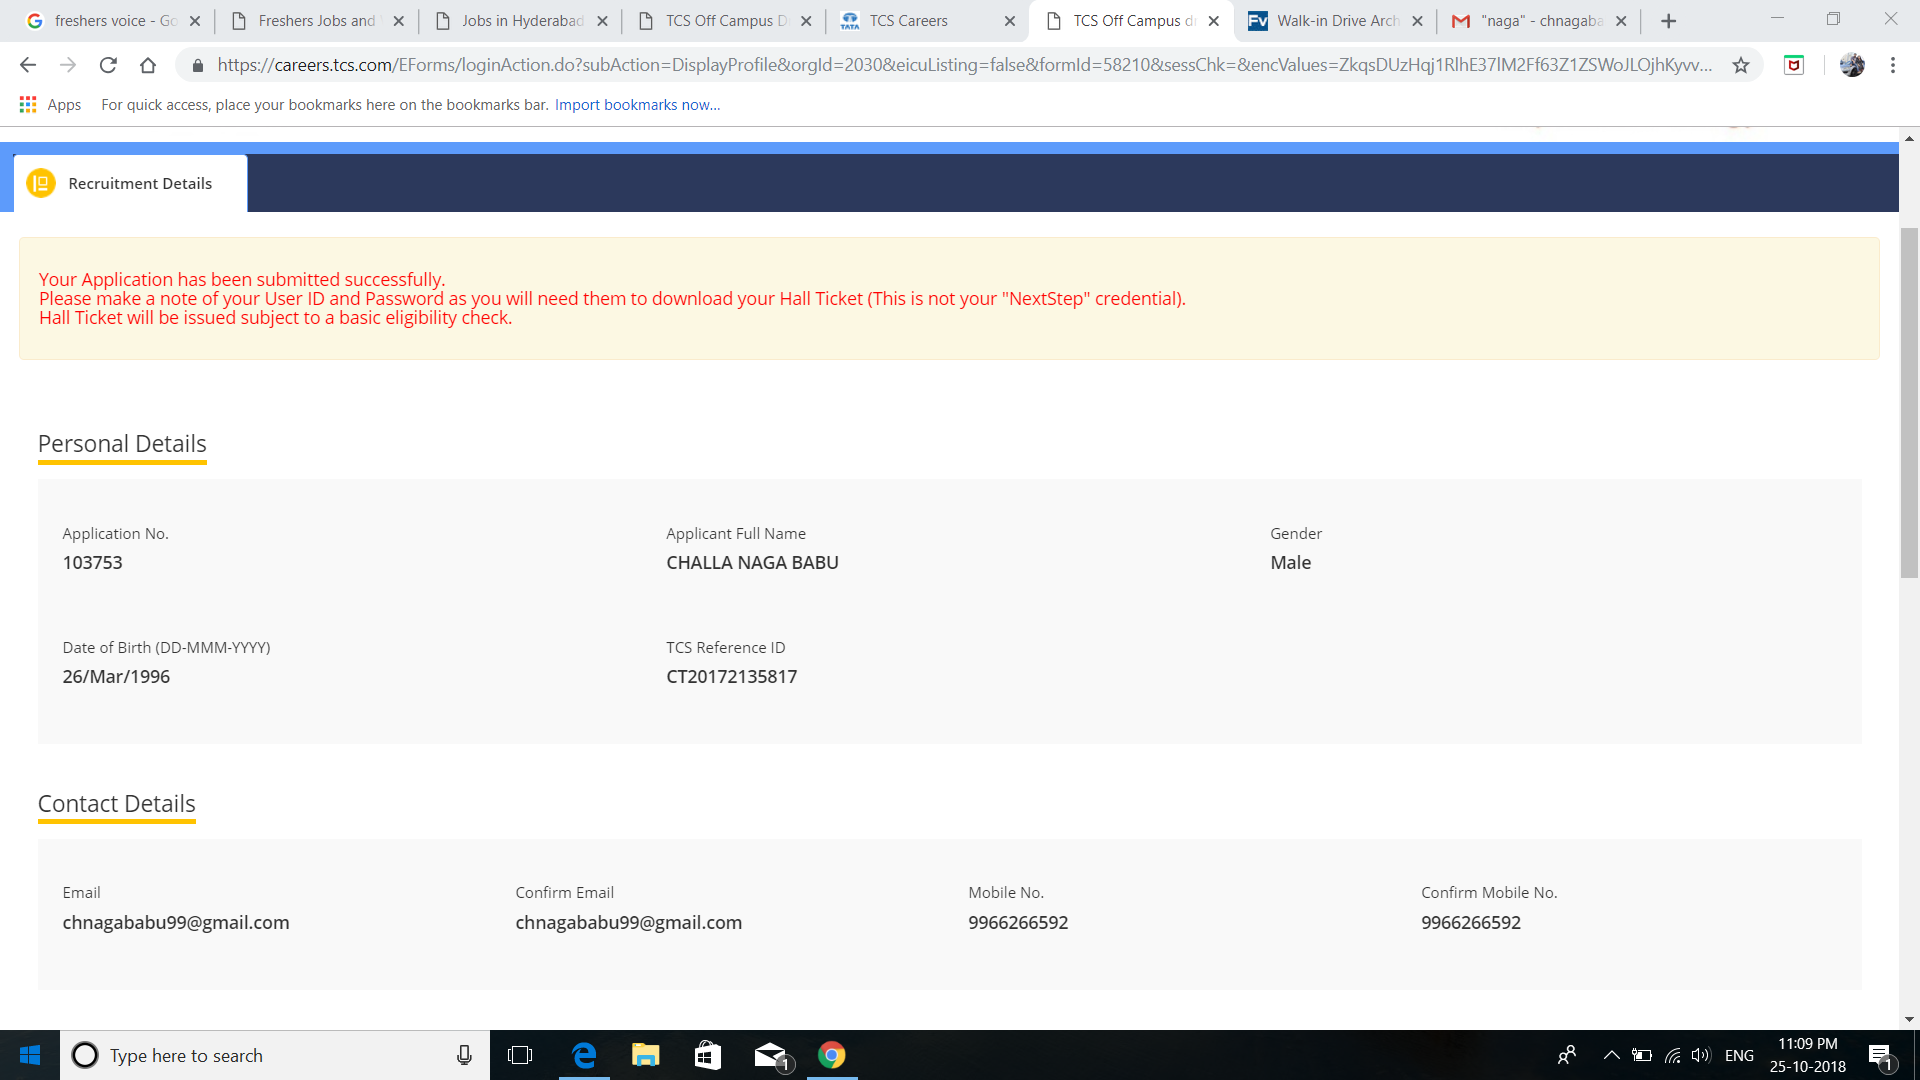 freshers voice - Go
Freshers Jobs and
Jobs in Hyderabad
TCS Off Campus D
TATA
TCS Careers
TCS Off Campus dr
Fv
Walk-in Drive Arch
"naga" - chnagaba
https://careers.tcs.com/EForms/loginAction.do?subAction=DisplayProfile&orgId=2030&eicuListing=false&formId=58210&sessChk=&encValues=ZkqsDUzHqj1RlhE37lM2Ff63Z1ZSWoJLOjhKyvv...
Apps For quick access, place your bookmarks here on the bookmarks bar. Import bookmarks now...
Recruitment Details
Your Application has been submitted successfully.
Please make a note of your User ID and Password as you will need them to download your Hall Ticket (This is not your "NextStep" credential).
Hall Ticket will be issued subject to a basic eligibility check.
Personal Details
Application No. Applicant Full Name Gender
103753 CHALLA NAGA BABU Male
Date of Birth (DD-MMM-YYYY) TCS Reference ID
26/Mar/1996 CT20172135817
Contact Details
Email Confirm Email Mobile No. Confirm Mobile No.
chnagababu99@gmail.com chnagababu99@gmail.com 9966266592 9966266592
Type here to search
1
ENG
11:09 PM
25-10-2018
1